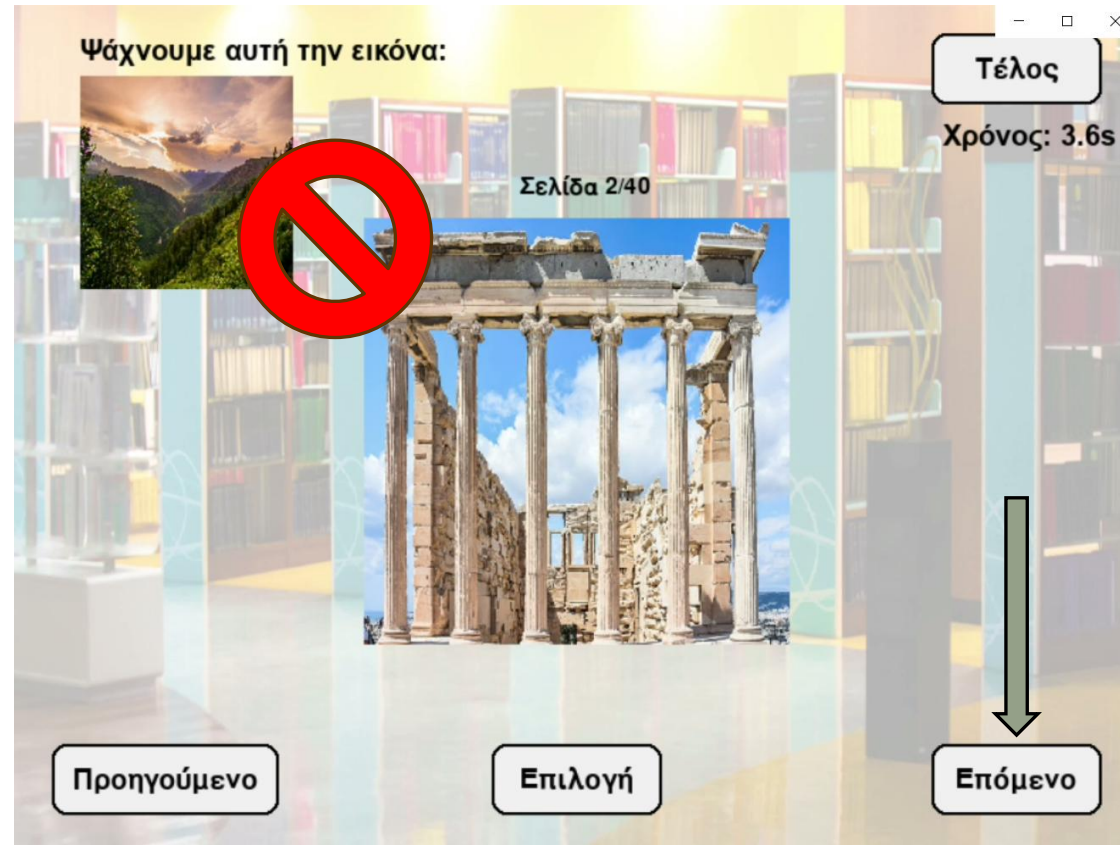 Ψάχνουμε αυτή την εικόνα:
Τέλος
Χρόνος: 3.6s
Σελίδα 2/40
Προηγούμενο
Επιλογή
Επόμενο